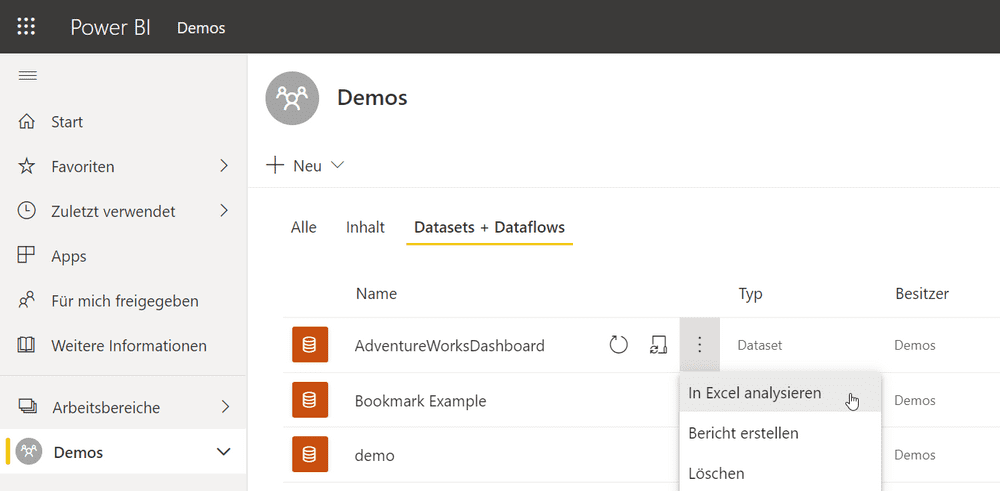 Power BI Demos
Start
Favoriten
Zuletzt verwendet
Apps
Für mich freigegeben
Weitere Informationen
Arbeitsbereiche
Demos
Demos
Neu
Alle Inhalt Datasets + Dataflows
Name Typ Besitzer
AdventureWorksDashboard Dataset Demos
Bookmark Example Demos
demo Demos
In Excel analysieren
Bericht erstellen
Löschen